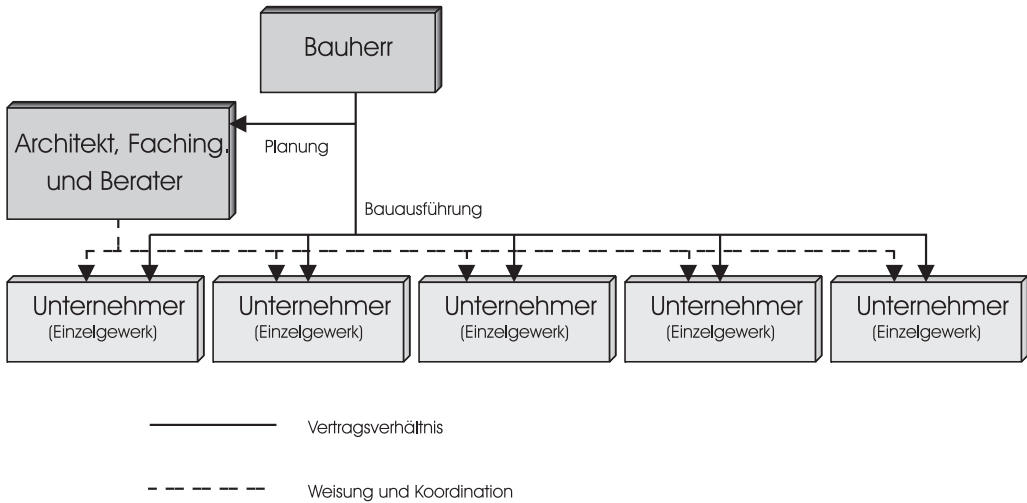 Bauherr
Architekt, Faching.
und Berater
Planung
Bauausführung
Unternehmer
(Einzelgewerk)
Unternehmer
(Einzelgewerk)
Unternehmer
(Einzelgewerk)
Unternehmer
(Einzelgewerk)
Unternehmer
(Einzelgewerk)
Vertragsverhältnis
Weisung und Koordination